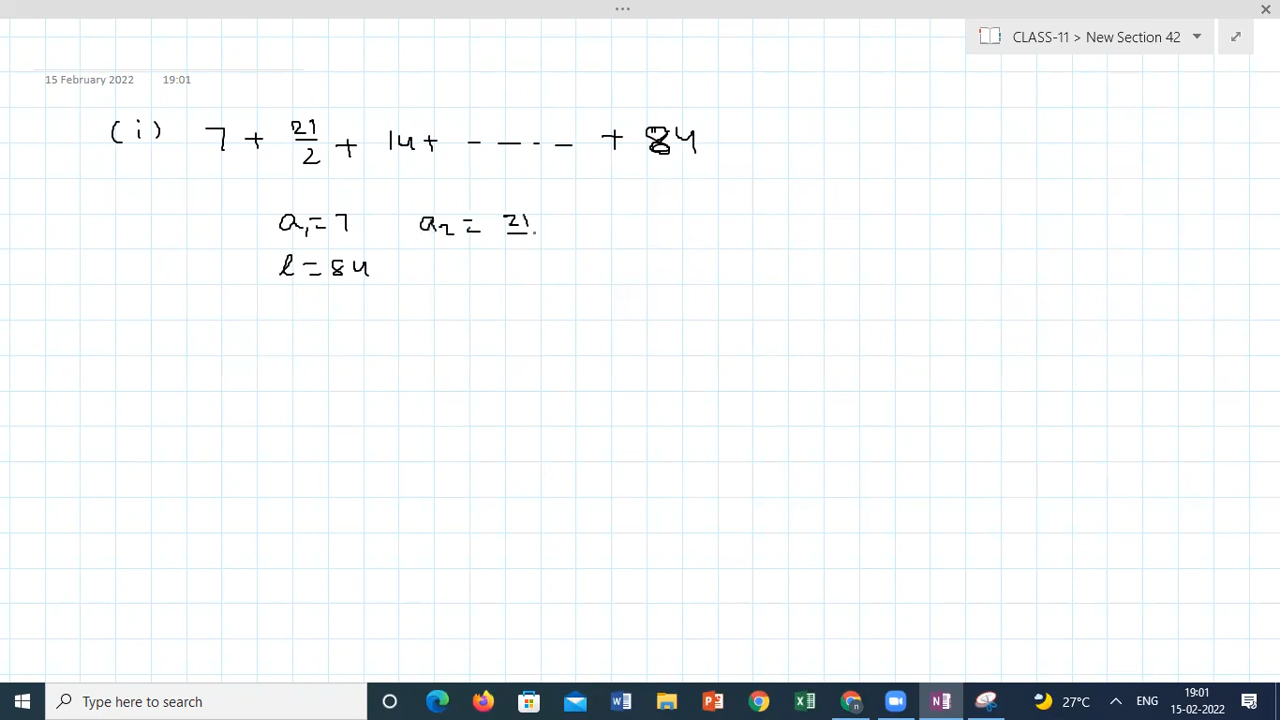 ...
CLASS-11 > New Section 42
15 February 2022 19:01
(i) 7 + 21/2 + 14 + - - - - + 84
a₁ = 7 a₂ = 21
l = 84
Type here to search
27°C
ENG
19:01
15-02-2022